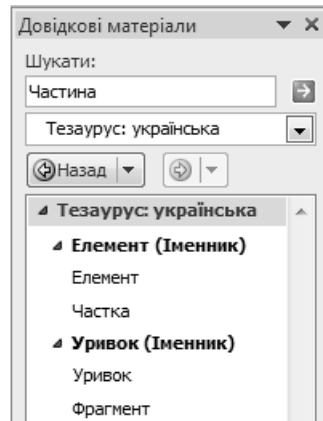 Довідкові матеріали
Шукати:
Частина
Тезаурус: українська
Назад
Тезаурус: українська
Елемент (Іменник)
Елемент
Частка
Уривок (Іменник)
Уривок
Фрагмент